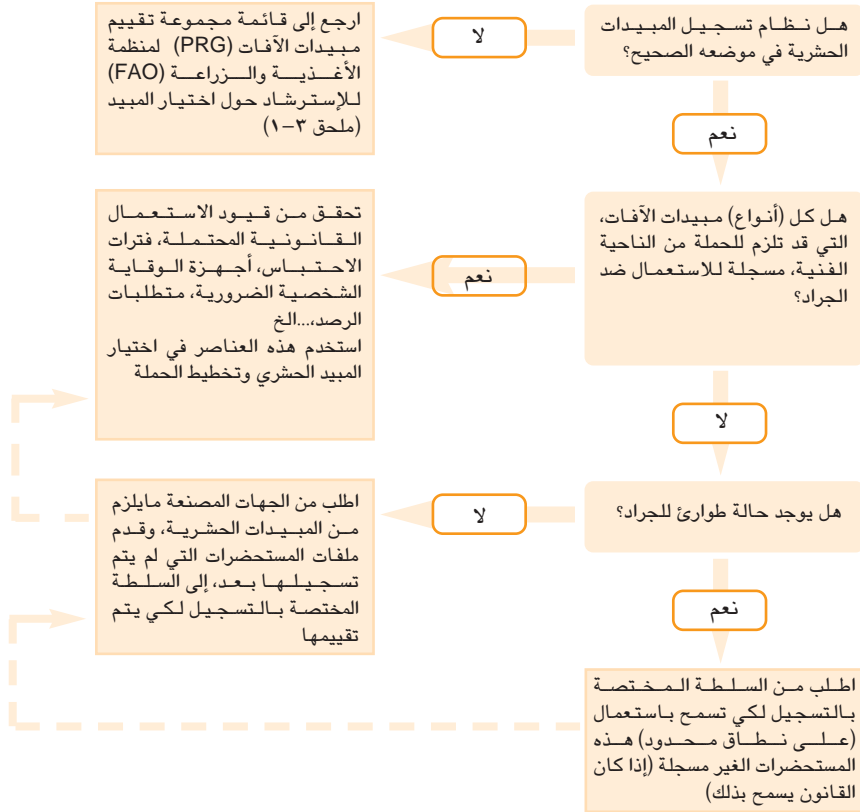 هل نظام تسجيل المبيدات
الحشرية في موضعه الصحيح؟
لا
ارجع إلى قائمة مجموعة تقييم
مبيدات الآفات (PRG) لمنظمة
الأغذية والزراعة (FAO)
للإسترشاد حول اختيار المبيد
(ملحق ٣–١)
نعم
هل كل (أنواع) مبيدات الآفات،
التي قد تلزم للحملة من الناحية
الفنية، مسجلة للاستعمال ضد
الجراد؟
نعم
تحقق من قيود الاستعمال
القانونية المحتملة، فترات
الاحتباس، أجهزة الوقاية
الشخصية الضرورية، متطلبات
الرصد،...الخ
استخدم هذه العناصر في اختيار
المبيد الحشري وتخطيط الحملة
لا
هل يوجد حالة طوارئ للجراد؟
لا
اطلب من الجهات المصنعة مايلزم
من المبيدات الحشرية، وقدم
ملفات المستحضرات التي لم يتم
تسجيلها بعد، إلى السلطة
المختصة بالتسجيل لكي يتم
تقييمها
نعم
اطلب من السلطة المختصة
بالتسجيل لكي تسمح باستعمال
(على نطاق محدود) هذه
المستحضرات الغير مسجلة (إذا كان
القانون يسمح بذلك)